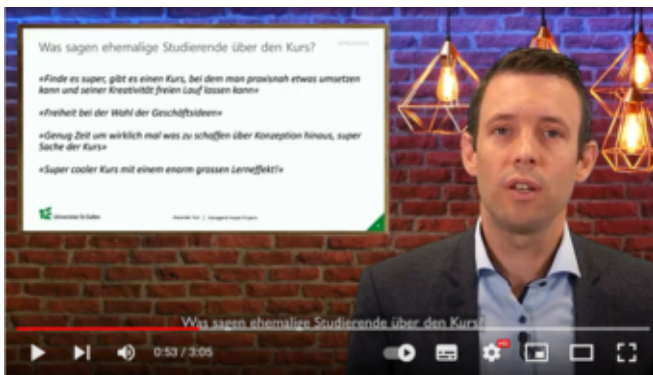 Was sagen ehemalige Studierende über den Kurs?
«Finde es super, gibt es einen Kurs, bei dem man praxisnah etwas umsetzen
kann und seiner Kreativität freien Lauf lassen kann»
«Freiheit bei der Wahl der Geschäftsideen»
«Genug Zeit um wirklich mal was zu schaffen über Konzeption hinaus, super
Sache der Kurs»
«Super cooler Kurs mit einem enorm grossen Lerneffekt!»
Universität St.Gallen
Was sagen ehemalige Studierende über den Kurs?
0:53 / 3:05
HD